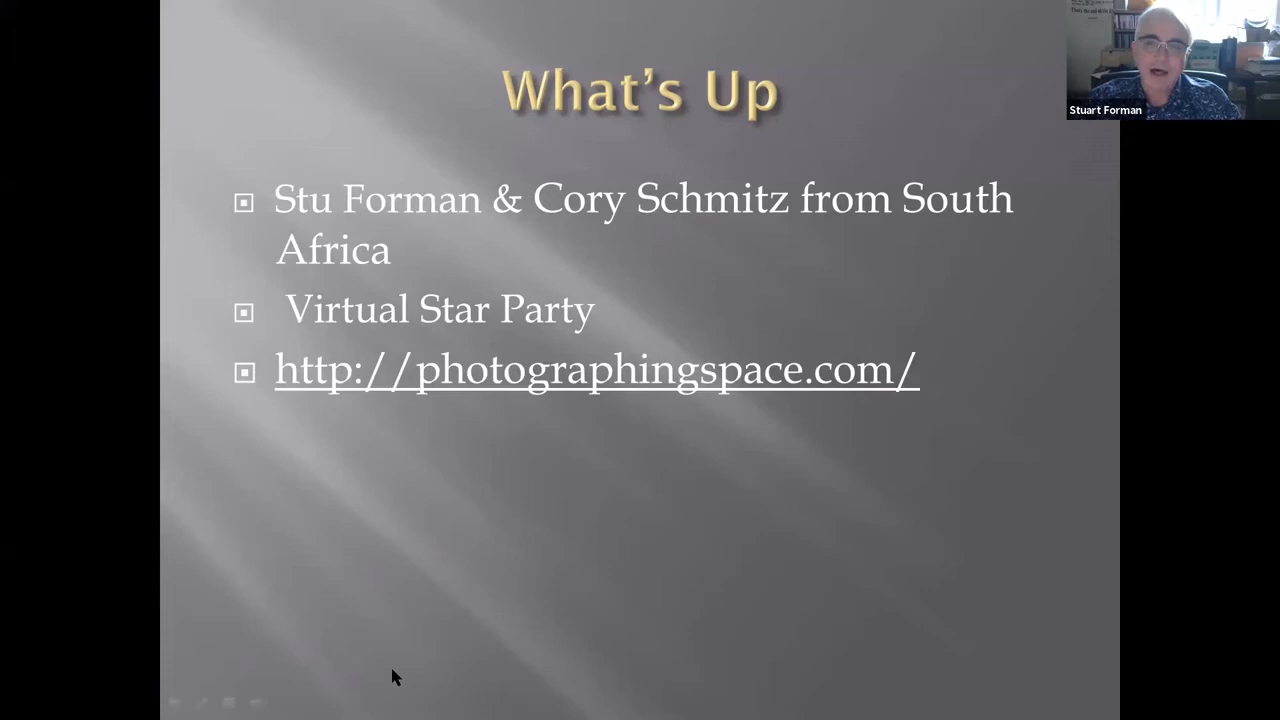 What's Up
Stu Forman & Cory Schmitz from South
Africa
Virtual Star Party
http://photographingspace.com/
Stuart Forman